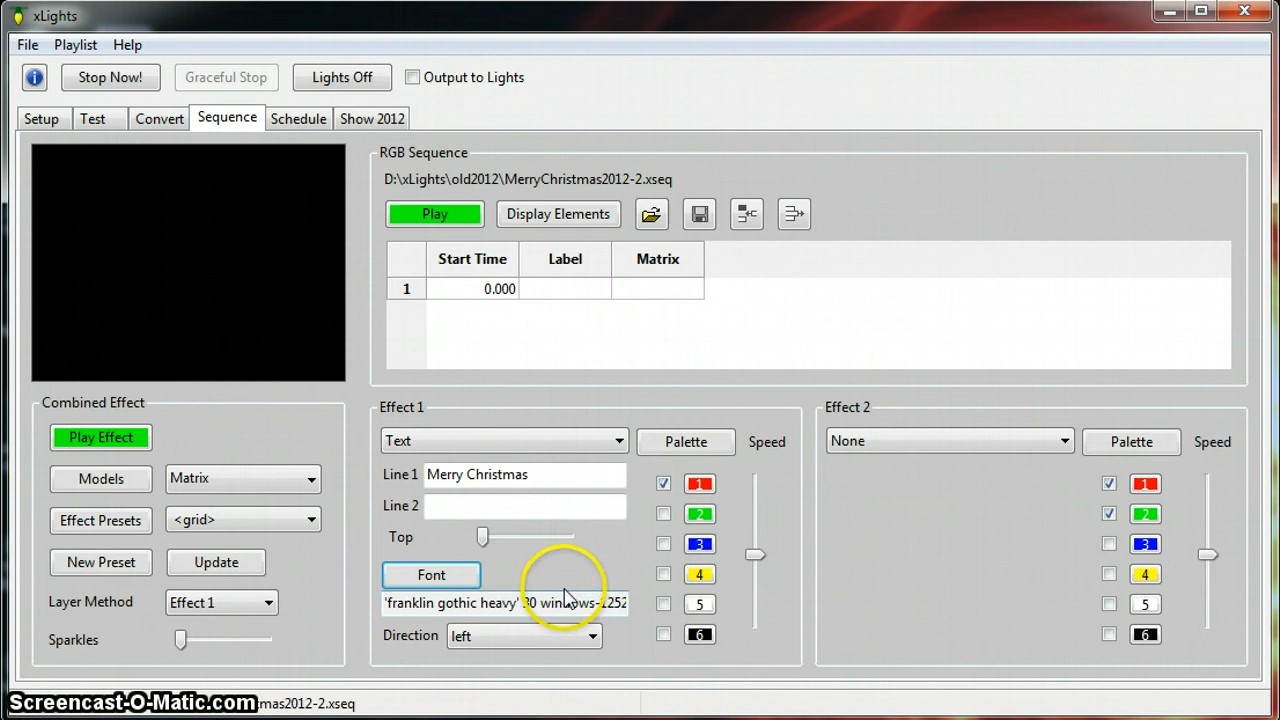 xLights
File Playlist Help
Stop Now! Graceful Stop Lights Off Output to Lights
Setup Test Convert Sequence Schedule Show 2012
RGB Sequence
D:\xLights\old2012\MerryChristmas2012-2.xseq
Play Display Elements
Start Time Label Matrix
1 0.000
Combined Effect
Play Effect
Models Matrix
Effect Presets <grid>
New Preset Update
Layer Method Effect 1
Sparkles
Effect 1
Text Palette Speed
Line 1 Merry Christmas
Line 2
Top
Font
'franklin gothic heavy' 30 windows-1252
Direction left
1
2
3
4
5
6
Effect 2
None Palette Speed
1
2
3
4
5
6
Screencast-O-Matic.com tmas2012-2.xseq